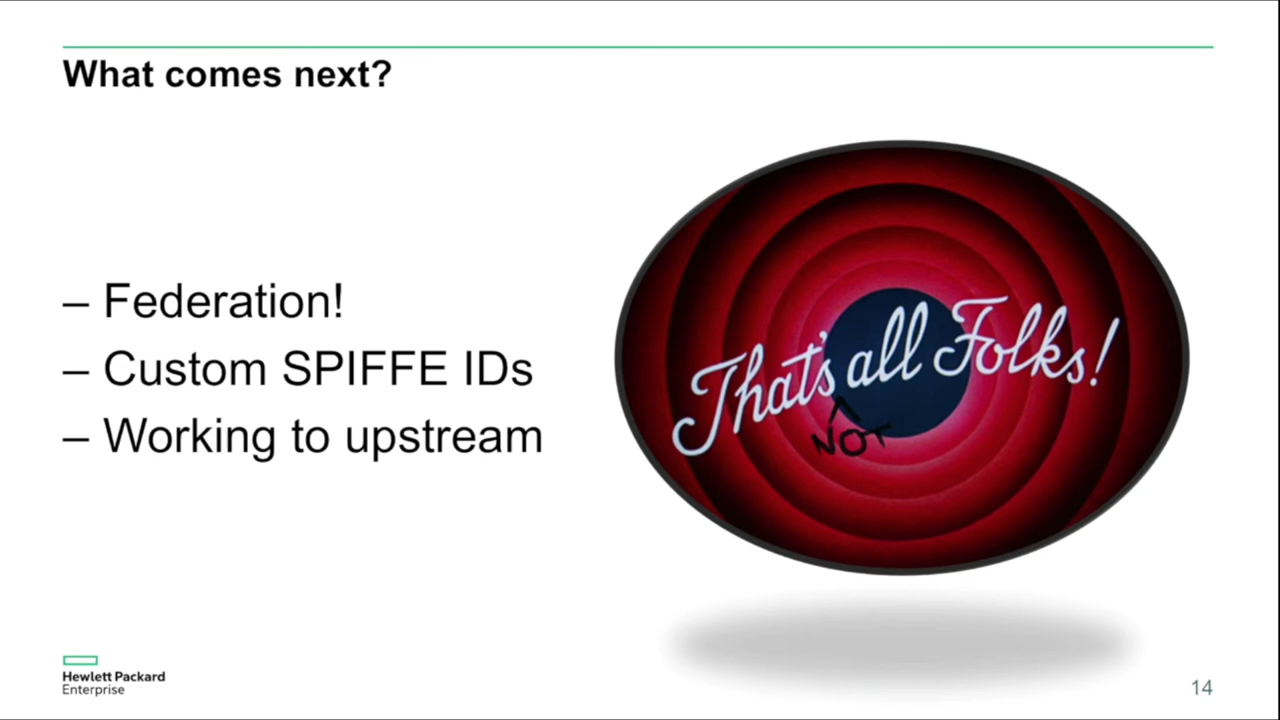 What comes next?
– Federation!
– Custom SPIFFE IDs
– Working to upstream
That's all Folks!
^
NOT
Hewlett Packard
Enterprise
14